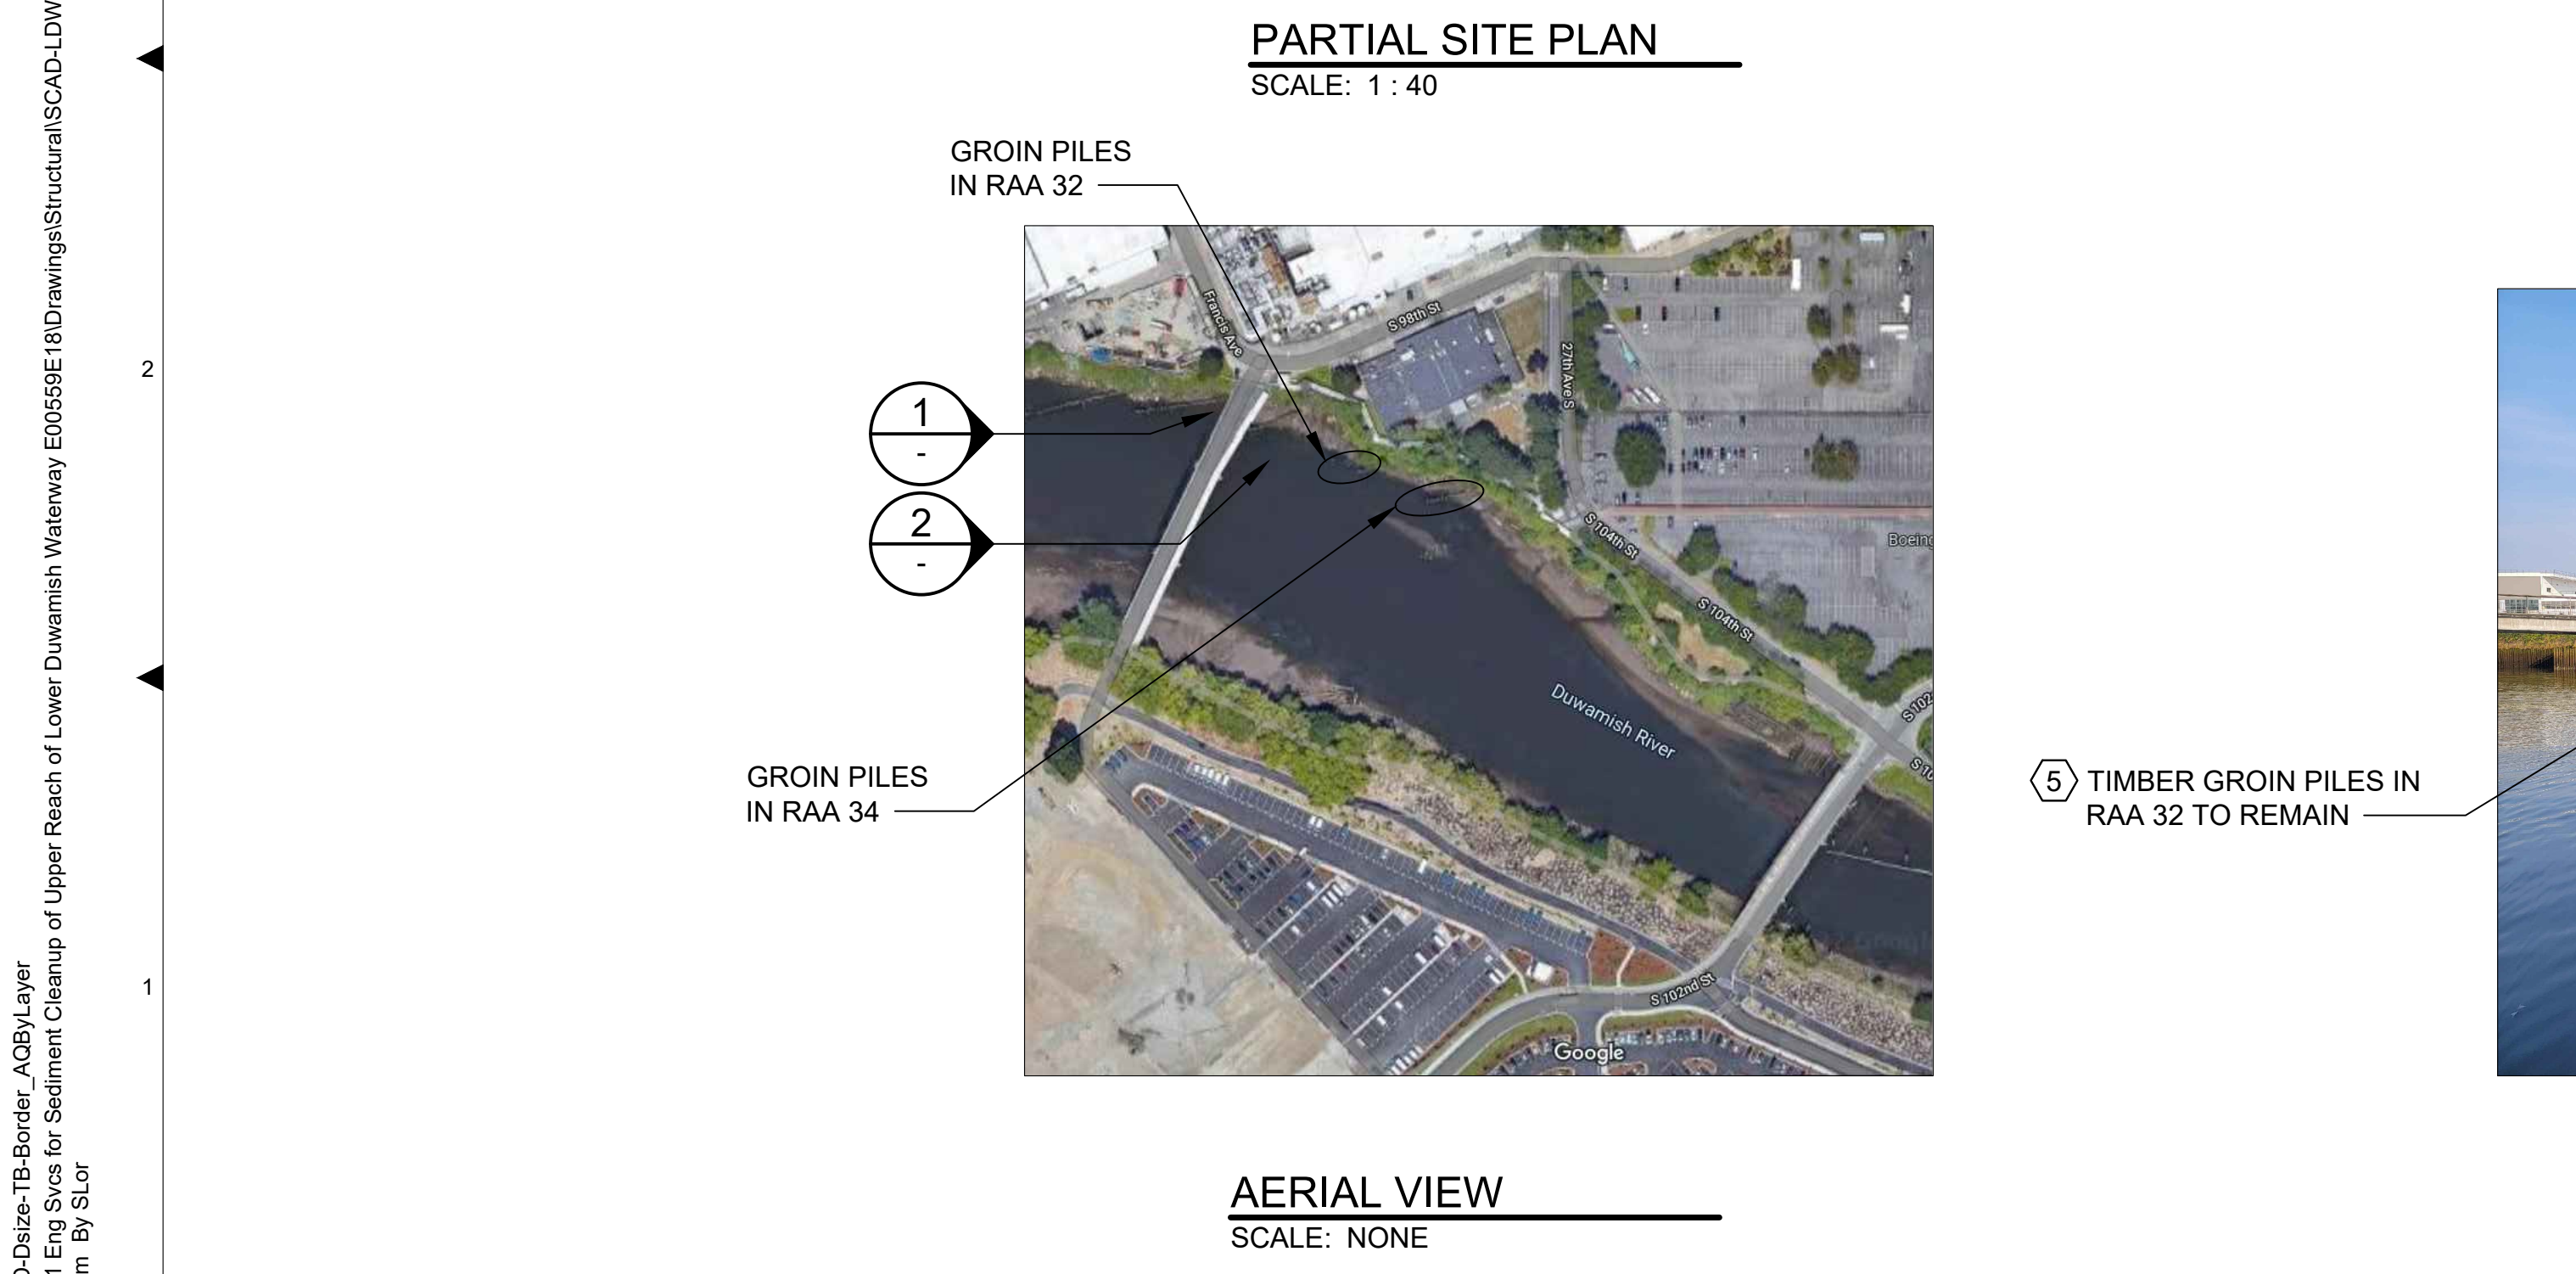 PARTIAL SITE PLAN
SCALE: 1 : 40
GROIN PILES
IN RAA 32
Francis Ave
S 98th St
27th Ave S
2
1
-
2
-
S 104th St
Boeing
S 104th St
S 102
S 10
Duwamish River
GROIN PILES
IN RAA 34
5 TIMBER GROIN PILES IN
RAA 32 TO REMAIN
1
S 102nd St
Google
AERIAL VIEW
SCALE: NONE
-Dsize-TB-Border_AQByLayer
1 Eng Svcs for Sediment Cleanup of Upper Reach of Lower Duwamish Waterway E00559E18\Drawings\Structural\SCAD-LDW
m By SLor